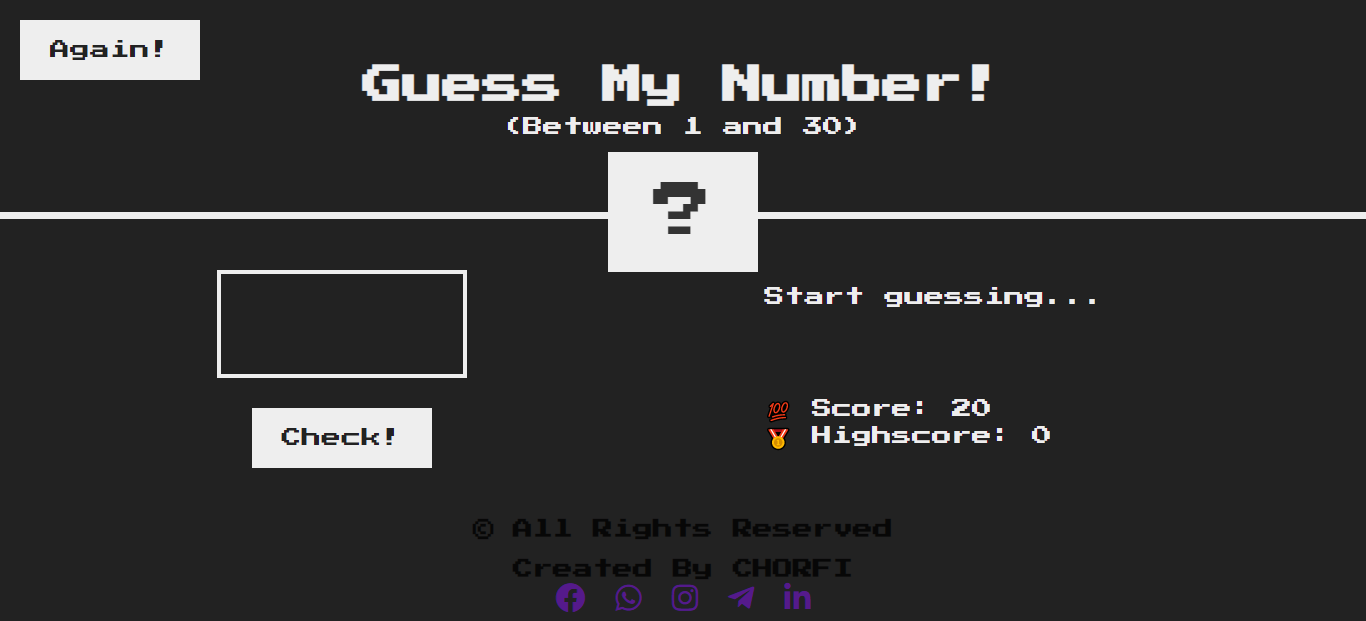 Again!
Guess My Number!
(Between 1 and 30)
?
Start guessing...
Check!
💯 Score: 20
🥇 Highscore: 0
© All Rights Reserved
Created By CHORFI